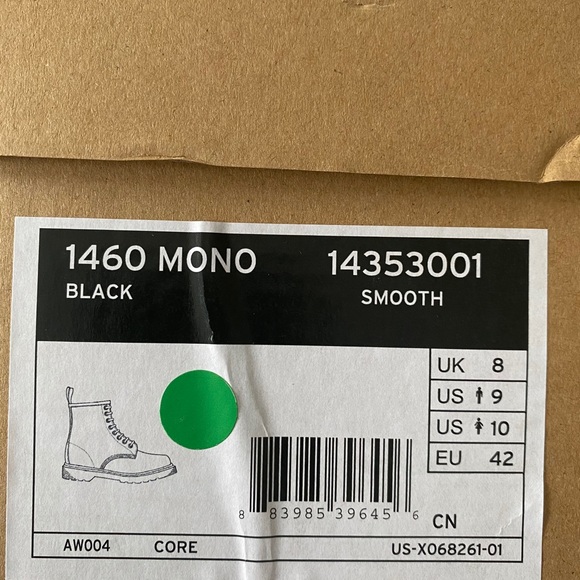 1460 MONO 14353001
BLACK SMOOTH
UK 8
US 9
US 10
EU 42
8 83985 39645 6
CN
AW004 CORE US-X068261-01